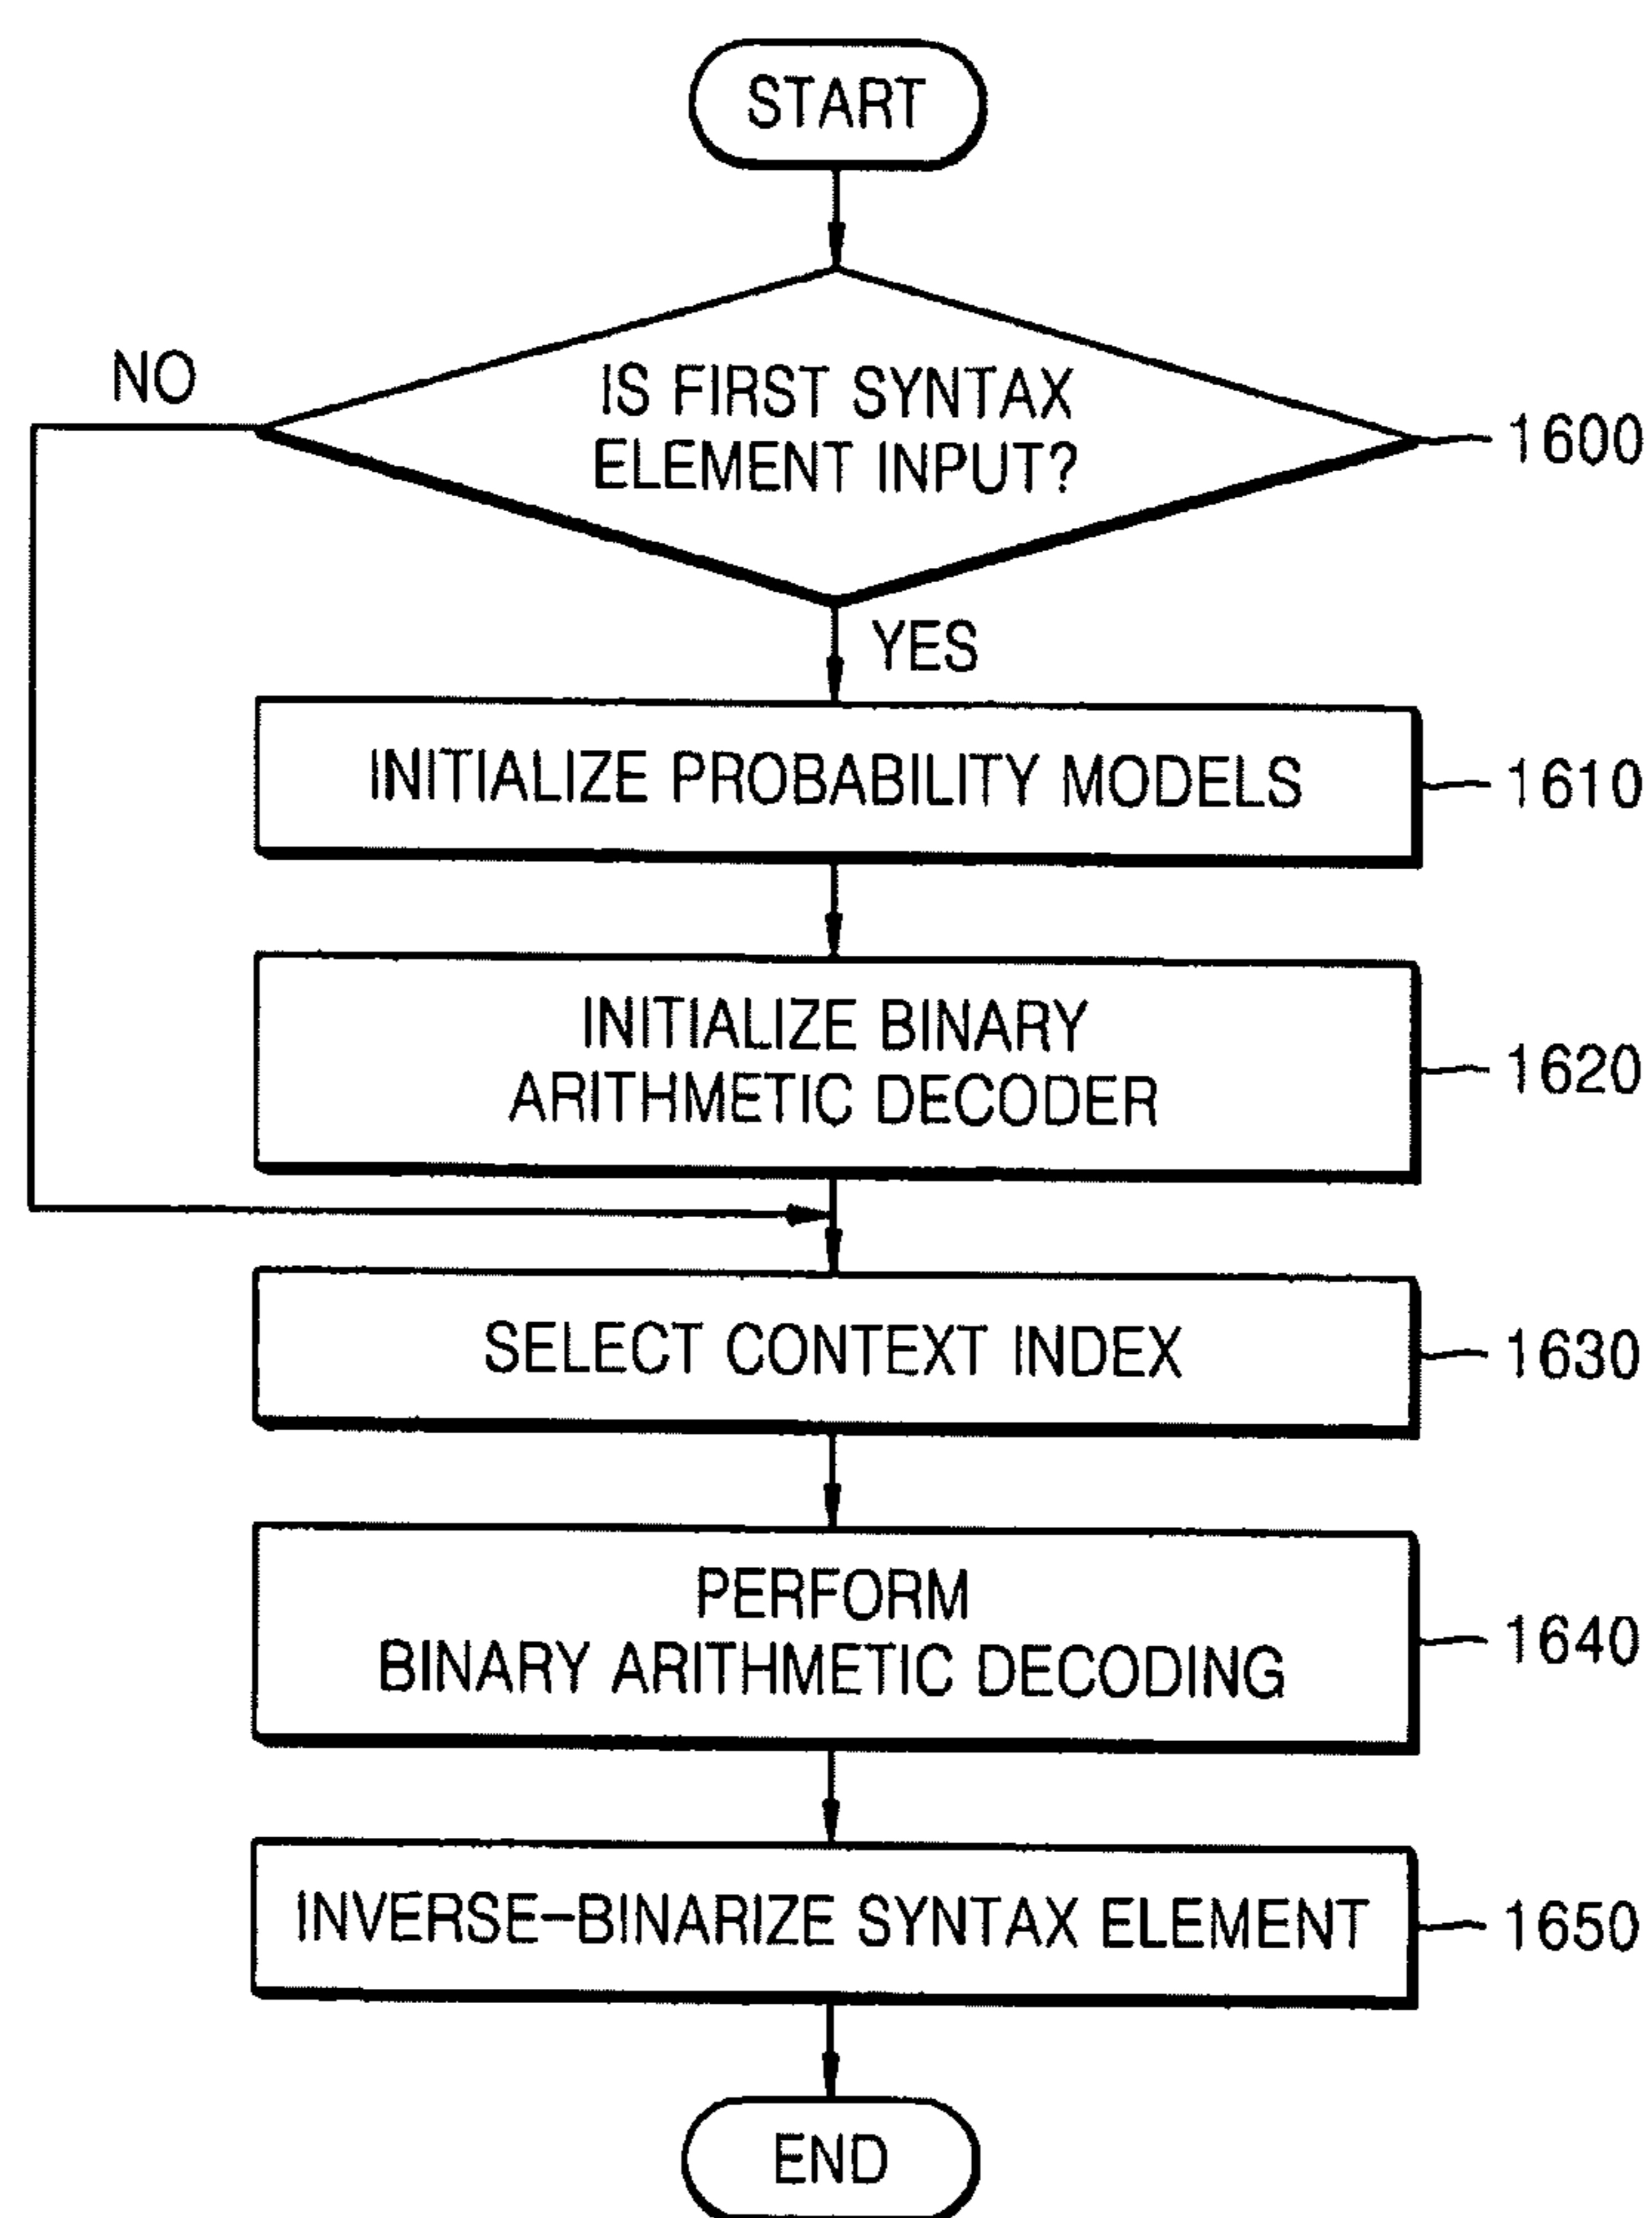 START
NO
IS FIRST SYNTAX
ELEMENT INPUT?
1600
YES
INITIALIZE PROBABILITY MODELS
1610
INITIALIZE BINARY
ARITHMETIC DECODER
1620
SELECT CONTEXT INDEX
1630
PERFORM
BINARY ARITHMETIC DECODING
1640
INVERSE-BINARIZE SYNTAX ELEMENT
1650
END